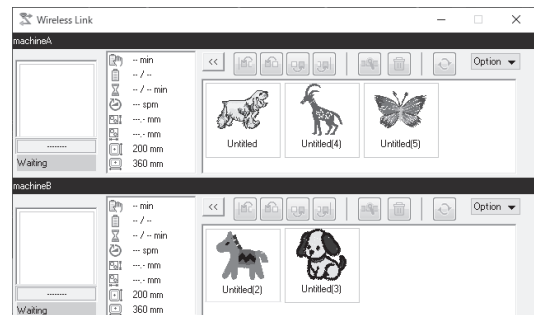 Wireless Link
machineA
-- min
-- / --
-- / -- min
--- spm
---.- mm
---.- mm
200 mm
360 mm
--------
Waiting
<<
Option
Untitled
Untitled(4)
Untitled(5)
machineB
-- min
-- / --
-- / -- min
--- spm
---.- mm
---.- mm
200 mm
360 mm
--------
Waiting
<<
Option
Untitled(2)
Untitled(3)